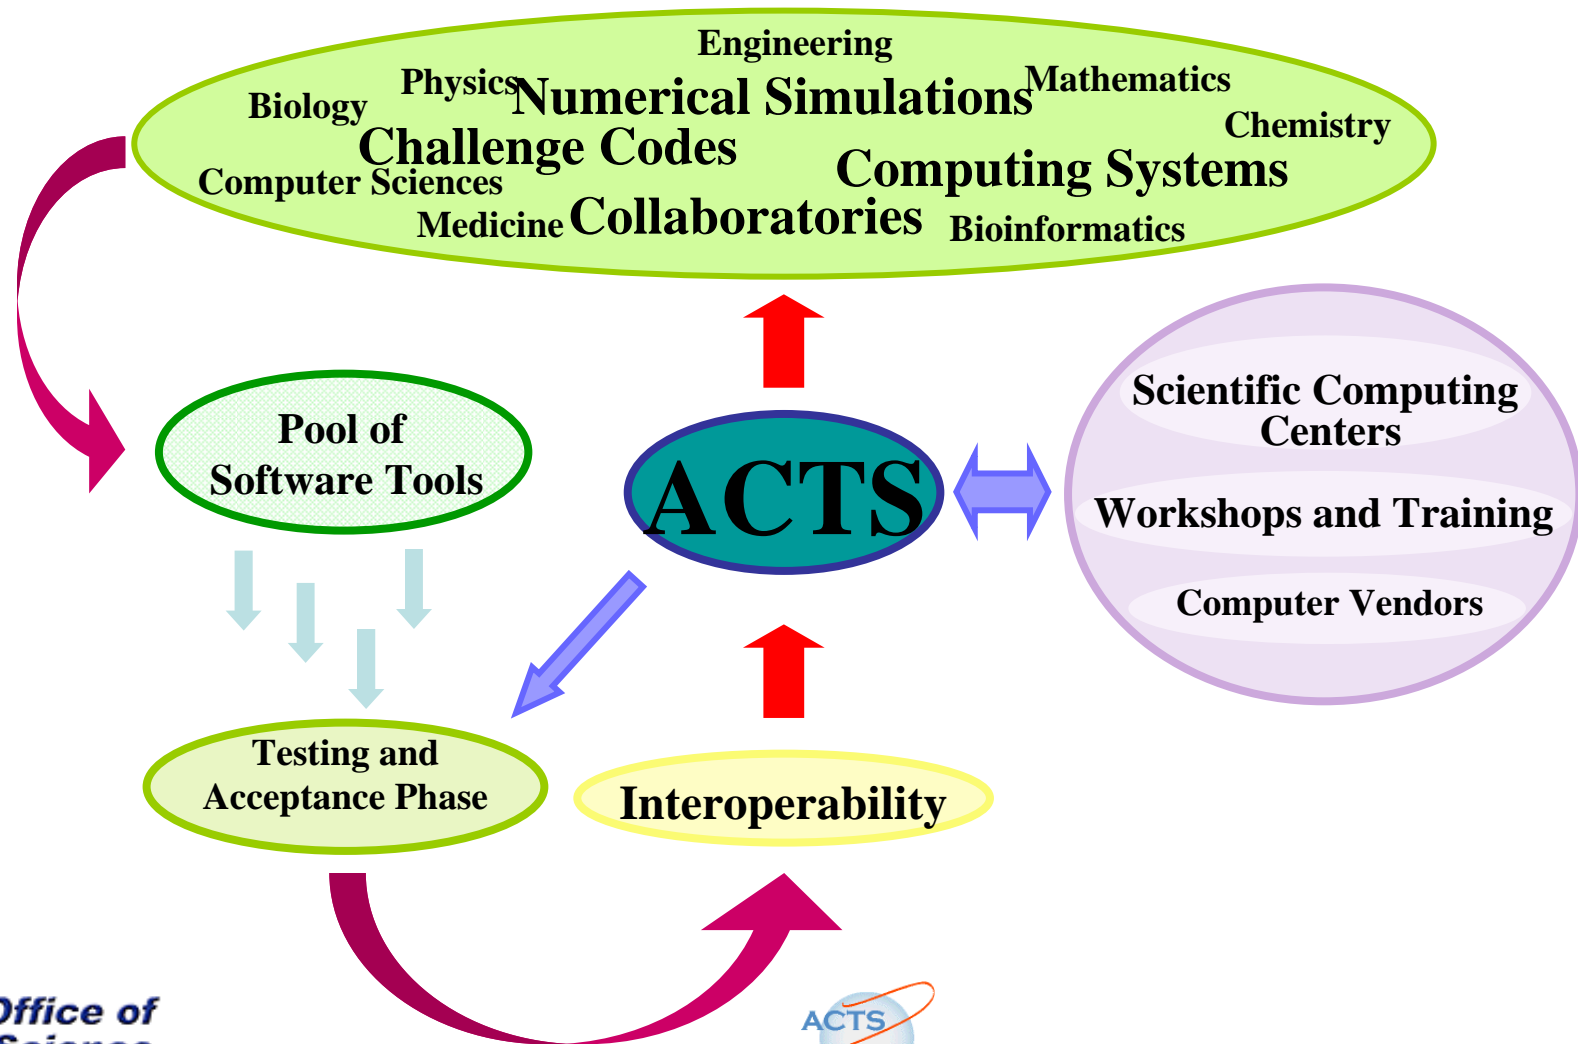 Engineering
Physics
Numerical Simulations
Mathematics
Biology
Chemistry
Challenge Codes
Computing Systems
Computer Sciences
Medicine
Collaboratories
Bioinformatics
Scientific Computing
Centers
Workshops and Training
Computer Vendors
Pool of
Software Tools
ACTS
Testing and
Acceptance Phase
Interoperability
Office of
Science
ACTS